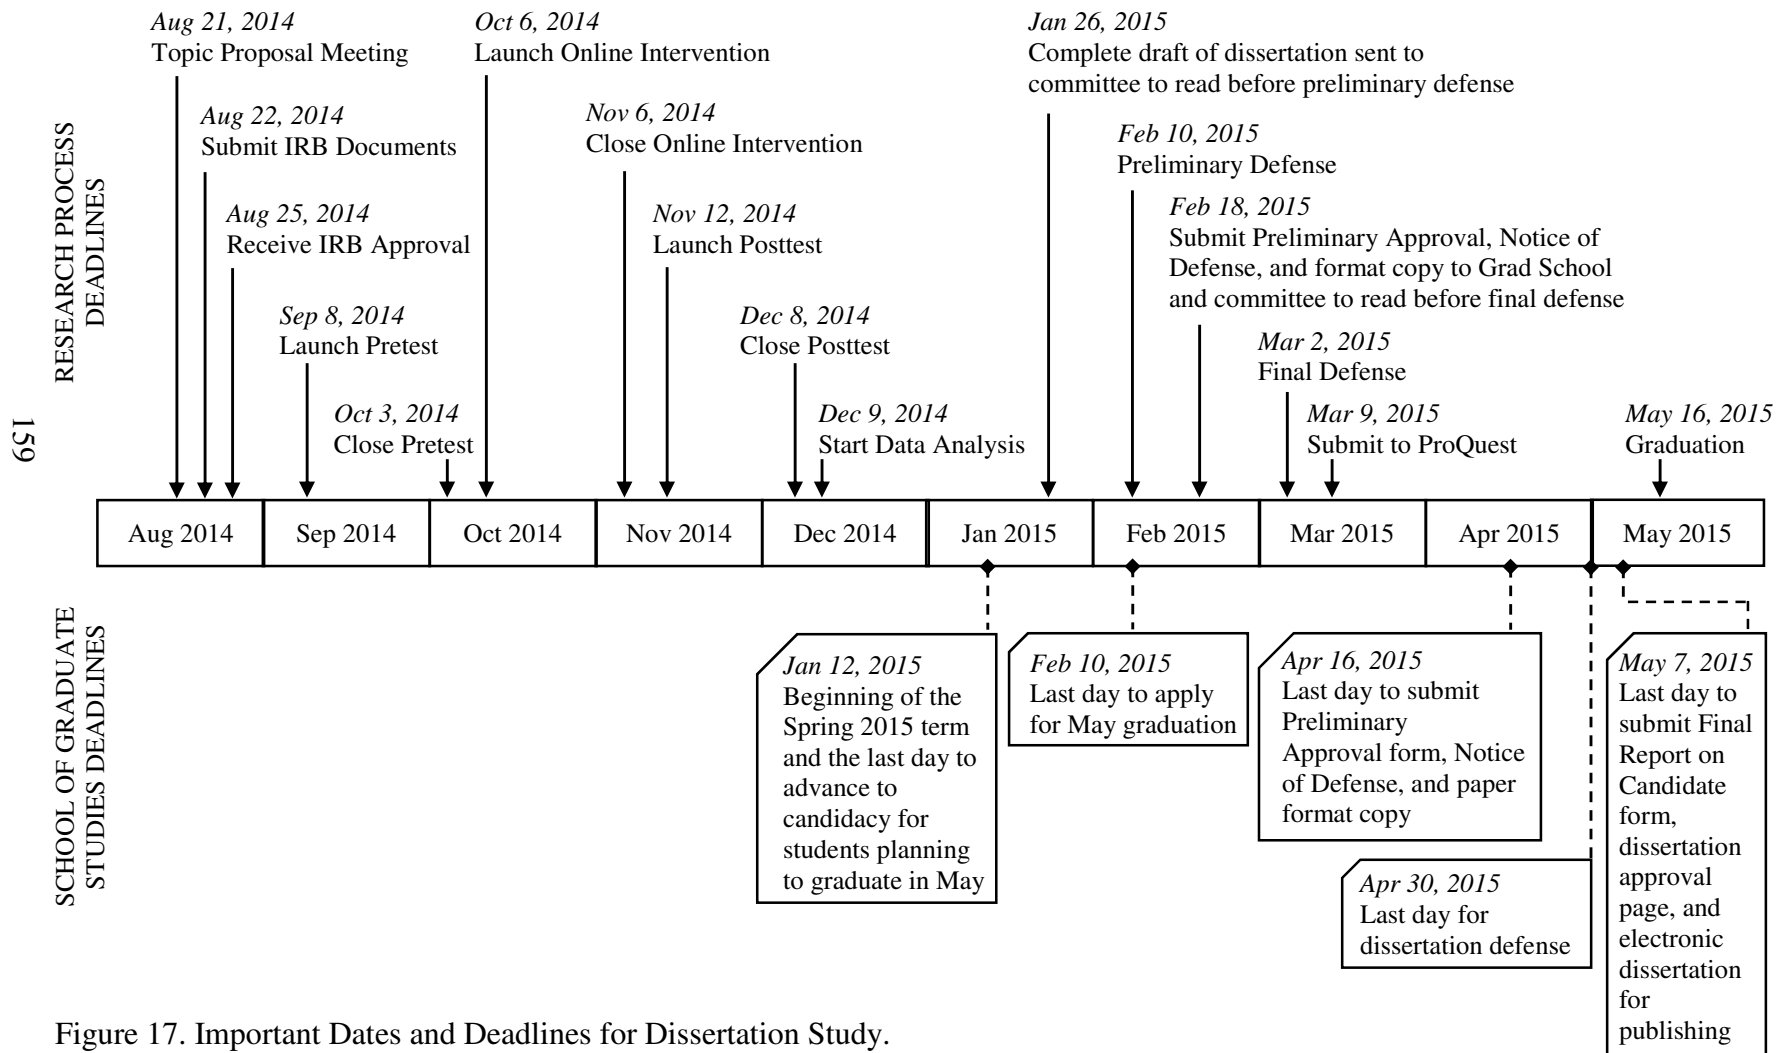 Aug 21, 2014
Topic Proposal Meeting
Oct 6, 2014
Launch Online Intervention
Jan 26, 2015
Complete draft of dissertation sent to
committee to read before preliminary defense
Aug 22, 2014
Submit IRB Documents
Nov 6, 2014
Close Online Intervention
Feb 10, 2015
Preliminary Defense
Aug 25, 2014
Receive IRB Approval
Nov 12, 2014
Launch Posttest
Feb 18, 2015
Submit Preliminary Approval, Notice of
Defense, and format copy to Grad School
and committee to read before final defense
Sep 8, 2014
Launch Pretest
Dec 8, 2014
Close Posttest
Mar 2, 2015
Final Defense
Oct 3, 2014
Close Pretest
Dec 9, 2014
Start Data Analysis
Mar 9, 2015
Submit to ProQuest
May 16, 2015
Graduation
RESEARCH PROCESS
DEADLINES
159
Aug 2014
Sep 2014
Oct 2014
Nov 2014
Dec 2014
Jan 2015
Feb 2015
Mar 2015
Apr 2015
May 2015
SCHOOL OF GRADUATE
STUDIES DEADLINES
Jan 12, 2015
Beginning of the
Spring 2015 term
and the last day to
advance to
candidacy for
students planning
to graduate in May
Feb 10, 2015
Last day to apply
for May graduation
Apr 16, 2015
Last day to submit
Preliminary
Approval form, Notice
of Defense, and paper
format copy
Apr 30, 2015
Last day for
dissertation defense
May 7, 2015
Last day to
submit Final
Report on
Candidate
form,
dissertation
approval
page, and
electronic
dissertation
for
publishing
Figure 17. Important Dates and Deadlines for Dissertation Study.